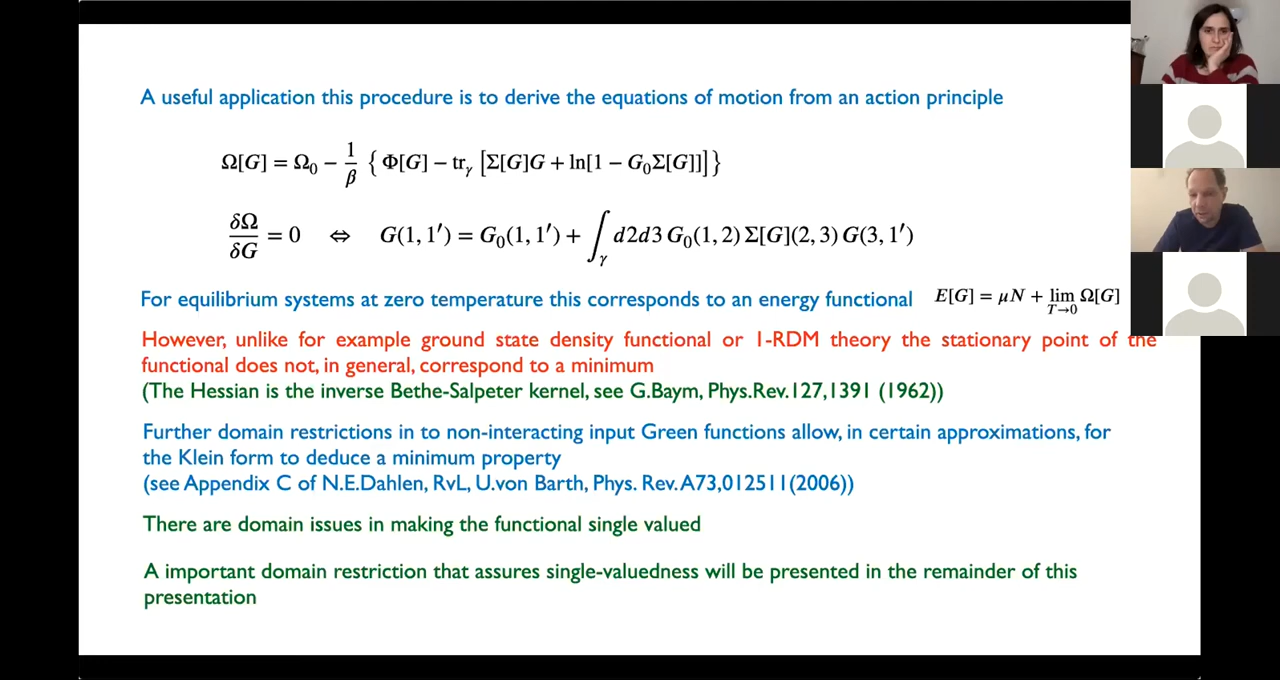 A useful application this procedure is to derive the equations of motion from an action principle
Ω[G] = Ω₀ − 1/β { Φ[G] − trᵧ [Σ[G]G + ln[1 − G₀Σ[G]]] }
δΩ/δG = 0 ⇔ G(1, 1′) = G₀(1, 1′) + ∫ᵧ d2d3 G₀(1, 2) Σ[G](2, 3) G(3, 1′)
For equilibrium systems at zero temperature this corresponds to an energy functional E[G] = μN + lim T→0 Ω[G]
However, unlike for example ground state density functional or 1-RDM theory the stationary point of the
functional does not, in general, correspond to a minimum
(The Hessian is the inverse Bethe-Salpeter kernel, see G.Baym, Phys.Rev.127,1391 (1962))
Further domain restrictions in to non-interacting input Green functions allow, in certain approximations, for
the Klein form to deduce a minimum property
(see Appendix C of N.E.Dahlen, RvL, U.von Barth, Phys. Rev.A73,012511(2006))
There are domain issues in making the functional single valued
A important domain restriction that assures single-valuedness will be presented in the remainder of this
presentation